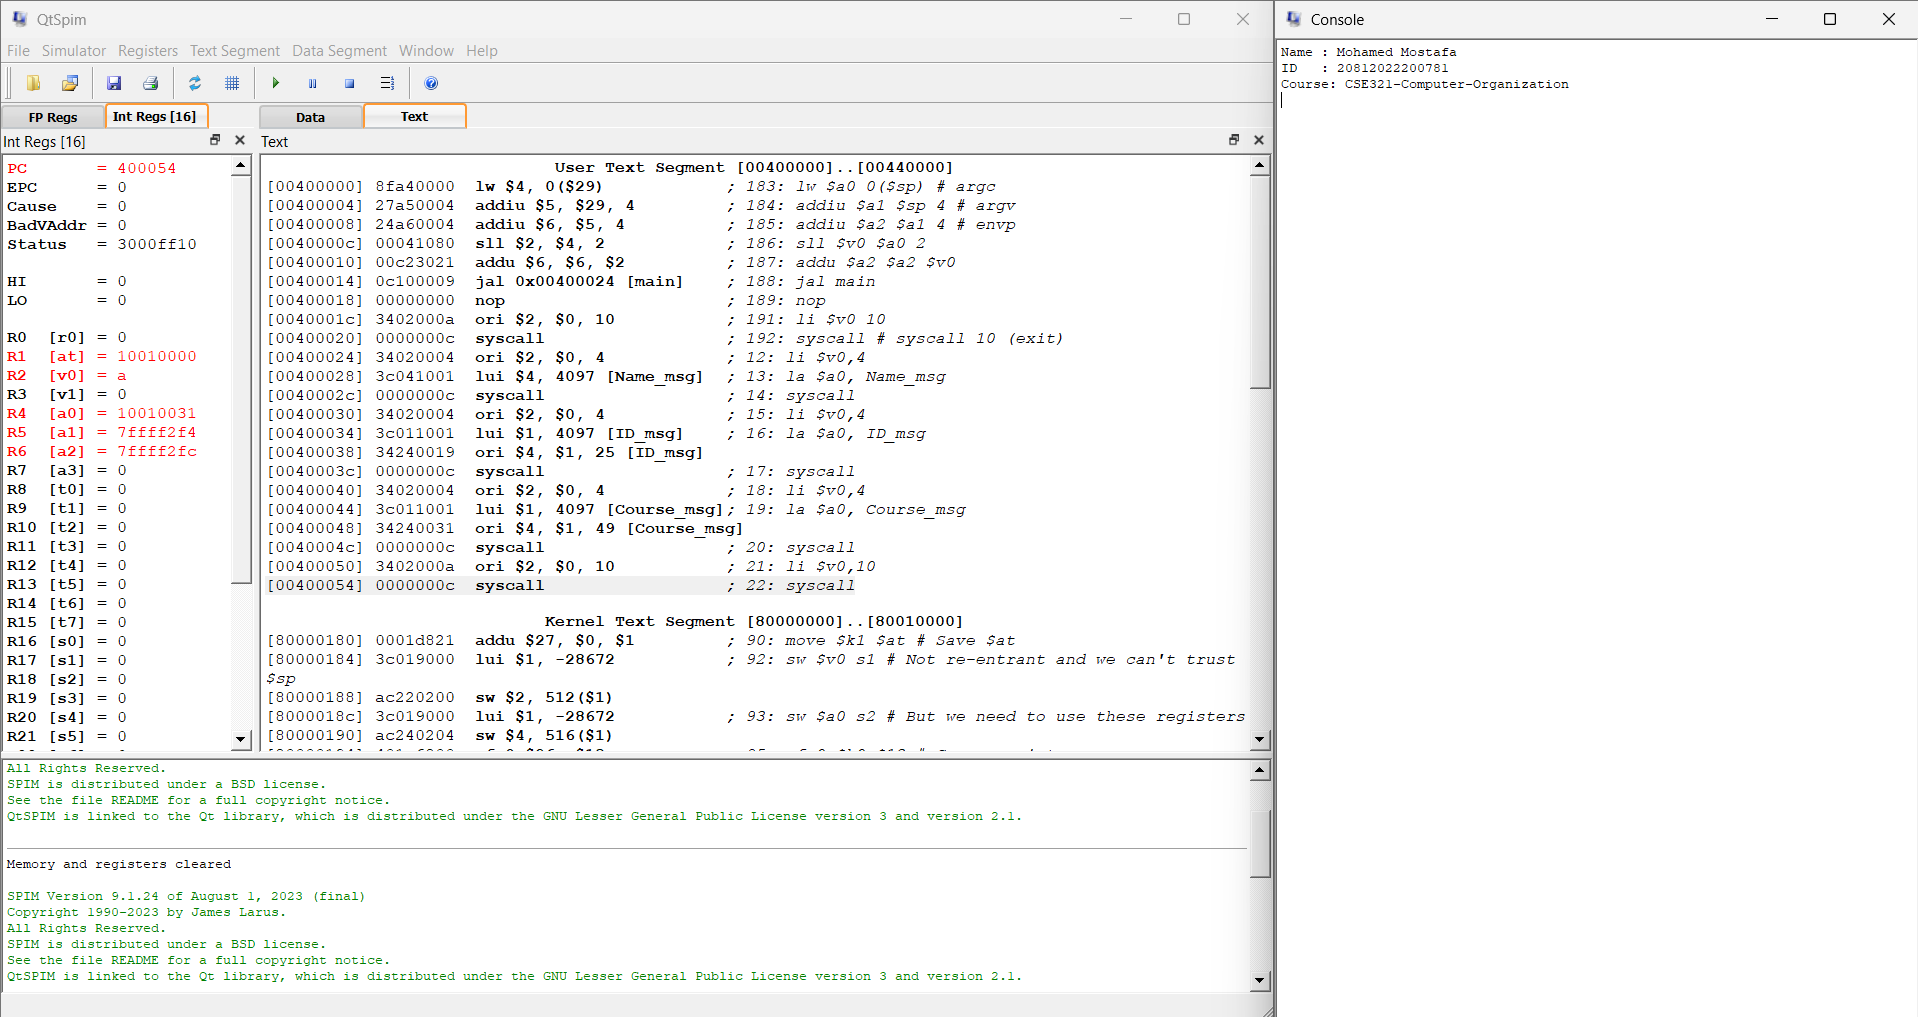 QtSpim
File Simulator Registers Text Segment Data Segment Window Help
FP Regs
Int Regs [16]
Data
Text
Int Regs [16]
PC = 400054
EPC = 0
Cause = 0
BadVAddr = 0
Status = 3000ff10
HI = 0
LO = 0
R0 [r0] = 0
R1 [at] = 10010000
R2 [v0] = a
R3 [v1] = 0
R4 [a0] = 10010031
R5 [a1] = 7ffff2f4
R6 [a2] = 7ffff2fc
R7 [a3] = 0
R8 [t0] = 0
R9 [t1] = 0
R10 [t2] = 0
R11 [t3] = 0
R12 [t4] = 0
R13 [t5] = 0
R14 [t6] = 0
R15 [t7] = 0
R16 [s0] = 0
R17 [s1] = 0
R18 [s2] = 0
R19 [s3] = 0
R20 [s4] = 0
R21 [s5] = 0
Text
User Text Segment [00400000]..[00440000]
[00400000] 8fa40000 lw $4, 0($29) ; 183: lw $a0 0($sp) # argc
[00400004] 27a50004 addiu $5, $29, 4 ; 184: addiu $a1 $sp 4 # argv
[00400008] 24a60004 addiu $6, $5, 4 ; 185: addiu $a2 $a1 4 # envp
[0040000c] 00041080 sll $2, $4, 2 ; 186: sll $v0 $a0 2
[00400010] 00c23021 addu $6, $6, $2 ; 187: addu $a2 $a2 $v0
[00400014] 0c100009 jal 0x00400024 [main] ; 188: jal main
[00400018] 00000000 nop ; 189: nop
[0040001c] 3402000a ori $2, $0, 10 ; 191: li $v0 10
[00400020] 0000000c syscall ; 192: syscall # syscall 10 (exit)
[00400024] 34020004 ori $2, $0, 4 ; 12: li $v0,4
[00400028] 3c041001 lui $4, 4097 [Name_msg] ; 13: la $a0, Name_msg
[0040002c] 0000000c syscall ; 14: syscall
[00400030] 34020004 ori $2, $0, 4 ; 15: li $v0,4
[00400034] 3c011001 lui $1, 4097 [ID_msg] ; 16: la $a0, ID_msg
[00400038] 34240019 ori $4, $1, 25 [ID_msg]
[0040003c] 0000000c syscall ; 17: syscall
[00400040] 34020004 ori $2, $0, 4 ; 18: li $v0,4
[00400044] 3c011001 lui $1, 4097 [Course_msg]; 19: la $a0, Course_msg
[00400048] 34240031 ori $4, $1, 49 [Course_msg]
[0040004c] 0000000c syscall ; 20: syscall
[00400050] 3402000a ori $2, $0, 10 ; 21: li $v0,10
[00400054] 0000000c syscall ; 22: syscall
Kernel Text Segment [80000000]..[80010000]
[80000180] 0001d821 addu $27, $0, $1 ; 90: move $k1 $at # Save $at
[80000184] 3c019000 lui $1, -28672 ; 92: sw $v0 s1 # Not re-entrant and we can't trust
$sp
[80000188] ac220200 sw $2, 512($1)
[8000018c] 3c019000 lui $1, -28672 ; 93: sw $a0 s2 # But we need to use these registers
[80000190] ac240204 sw $4, 516($1)
All Rights Reserved.
SPIM is distributed under a BSD license.
See the file README for a full copyright notice.
QtSPIM is linked to the Qt library, which is distributed under the GNU Lesser General Public License version 3 and version 2.1.
Memory and registers cleared
SPIM Version 9.1.24 of August 1, 2023 (final)
Copyright 1990-2023 by James Larus.
All Rights Reserved.
SPIM is distributed under a BSD license.
See the file README for a full copyright notice.
QtSPIM is linked to the Qt library, which is distributed under the GNU Lesser General Public License version 3 and version 2.1.
Console
Name : Mohamed Mostafa
ID : 20812022200781
Course: CSE321-Computer-Organization